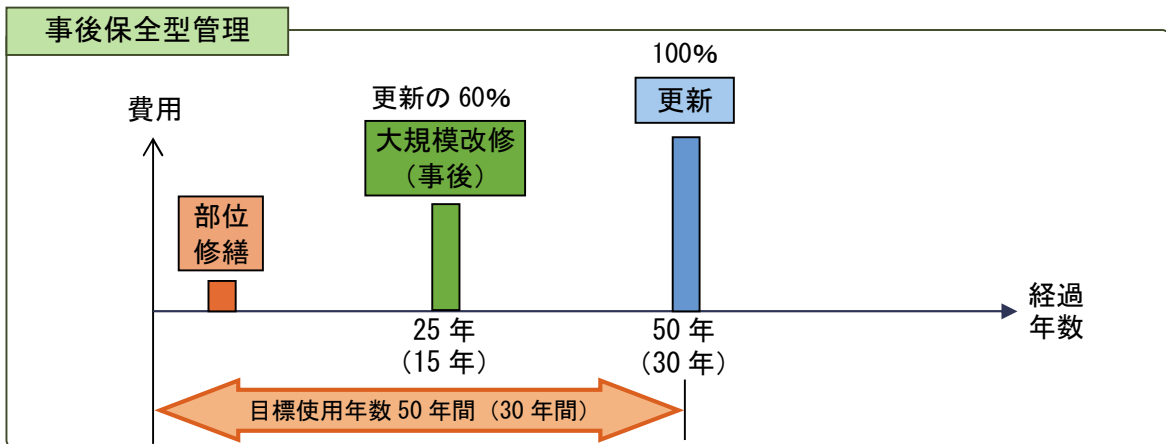 事後保全型管理
100%
更新の 60%
更新
費用
大規模改修
（事後）
部位
修繕
経過
年数
25 年
（15 年）
50 年
（30 年）
目標使用年数 50 年間（30 年間）